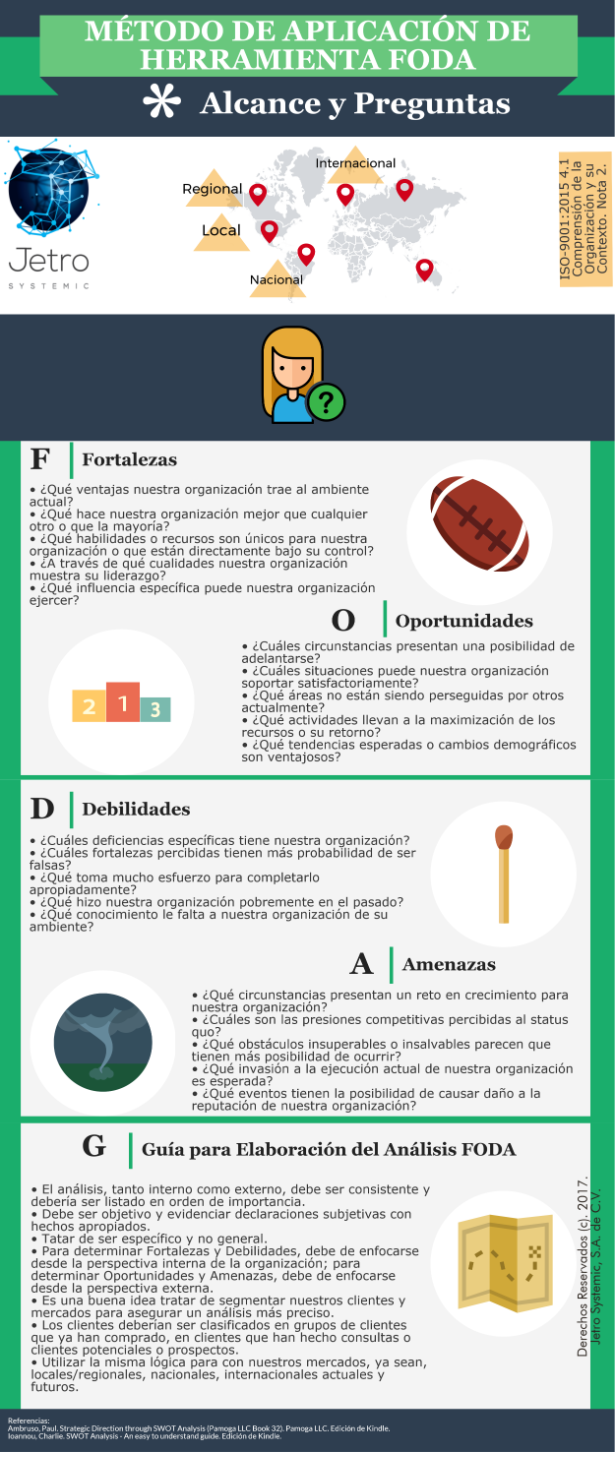 MÉTODO DE APLICACIÓN DE
HERRAMIENTA FODA
* Alcance y Preguntas
Jetro
SYSTEMIC
Internacional
Regional
Local
Nacional
ISO-9001:2015 4.1
Comprensión de la
Organización y su
Contexto. Nota 2.
?
F Fortalezas
• ¿Qué ventajas nuestra organización trae al ambiente
actual?
• ¿Qué hace nuestra organización mejor que cualquier
otro o que la mayoría?
• ¿Qué habilidades o recursos son únicos para nuestra
organización o que están directamente bajo su control?
• ¿A través de qué cualidades nuestra organización
muestra su liderazgo?
• ¿Qué influencia específica puede nuestra organización
ejercer?
O Oportunidades
• ¿Cuáles circunstancias presentan una posibilidad de
adelantarse?
• ¿Cuáles situaciones puede nuestra organización
soportar satisfactoriamente?
• ¿Qué áreas no están siendo perseguidas por otros
actualmente?
• ¿Qué actividades llevan a la maximización de los
recursos o su retorno?
• ¿Qué tendencias esperadas o cambios demográficos
son ventajosos?
2 1 3
D Debilidades
• ¿Cuáles deficiencias específicas tiene nuestra organización?
• ¿Cuáles fortalezas percibidas tienen más probabilidad de ser
falsas?
• ¿Qué toma mucho esfuerzo para completarlo
apropiadamente?
• ¿Qué hizo nuestra organización pobremente en el pasado?
• ¿Qué conocimiento le falta a nuestra organización de su
ambiente?
A Amenazas
• ¿Qué circunstancias presentan un reto en crecimiento para
nuestra organización?
• ¿Cuáles son las presiones competitivas percibidas al status
quo?
• ¿Qué obstáculos insuperables o insalvables parecen que
tienen más posibilidad de ocurrir?
• ¿Qué invasión a la ejecución actual de nuestra organización
es esperada?
• ¿Qué eventos tienen la posibilidad de causar daño a la
reputación de nuestra organización?
G Guía para Elaboración del Análisis FODA
• El análisis, tanto interno como externo, debe ser consistente y
debería ser listado en orden de importancia.
• Debe ser objetivo y evidenciar declaraciones subjetivas con
hechos apropiados.
• Tatar de ser específico y no general.
• Para determinar Fortalezas y Debilidades, debe de enfocarse
desde la perspectiva interna de la organización; para
determinar Oportunidades y Amenazas, debe de enfocarse
desde la perspectiva externa.
• Es una buena idea tratar de segmentar nuestros clientes y
mercados para asegurar un análisis más preciso.
• Los clientes deberían ser clasificados en grupos de clientes
que ya han comprado, en clientes que han hecho consultas o
clientes potenciales o prospectos.
• Utilizar la misma lógica para con nuestros mercados, ya sean,
locales/regionales, nacionales, internacionales actuales y
futuros.
Derechos Reservados (c). 2017.
Jetro Systemic, S.A. de C.V.
Referencias:
Ambruso, Paul. Strategic Direction through SWOT Analysis (Pamoga LLC Book 32). Pamoga LLC. Edición de Kindle.
Ioannou, Charlie. SWOT Analysis - An easy to understand guide. Edición de Kindle.